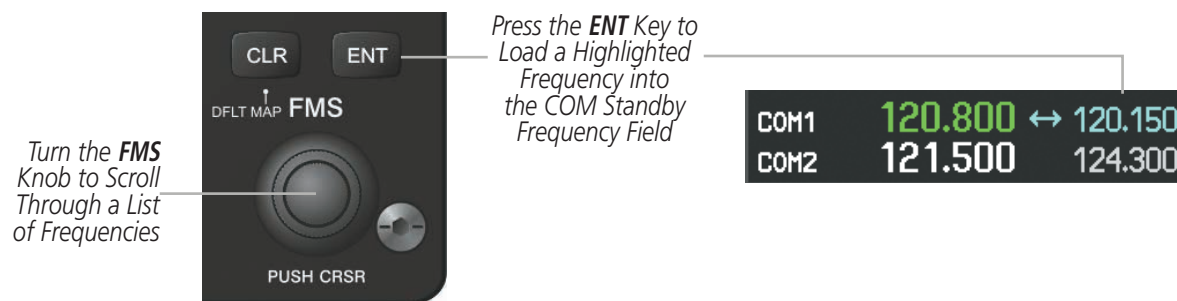 Press the ENT Key to
Load a Highlighted
Frequency into
the COM Standby
Frequency Field
CLR ENT
DFLT MAP FMS
Turn the FMS
Knob to Scroll
Through a List
of Frequencies
PUSH CRSR
COM1 120.800 ↔ 120.150
COM2 121.500 124.300